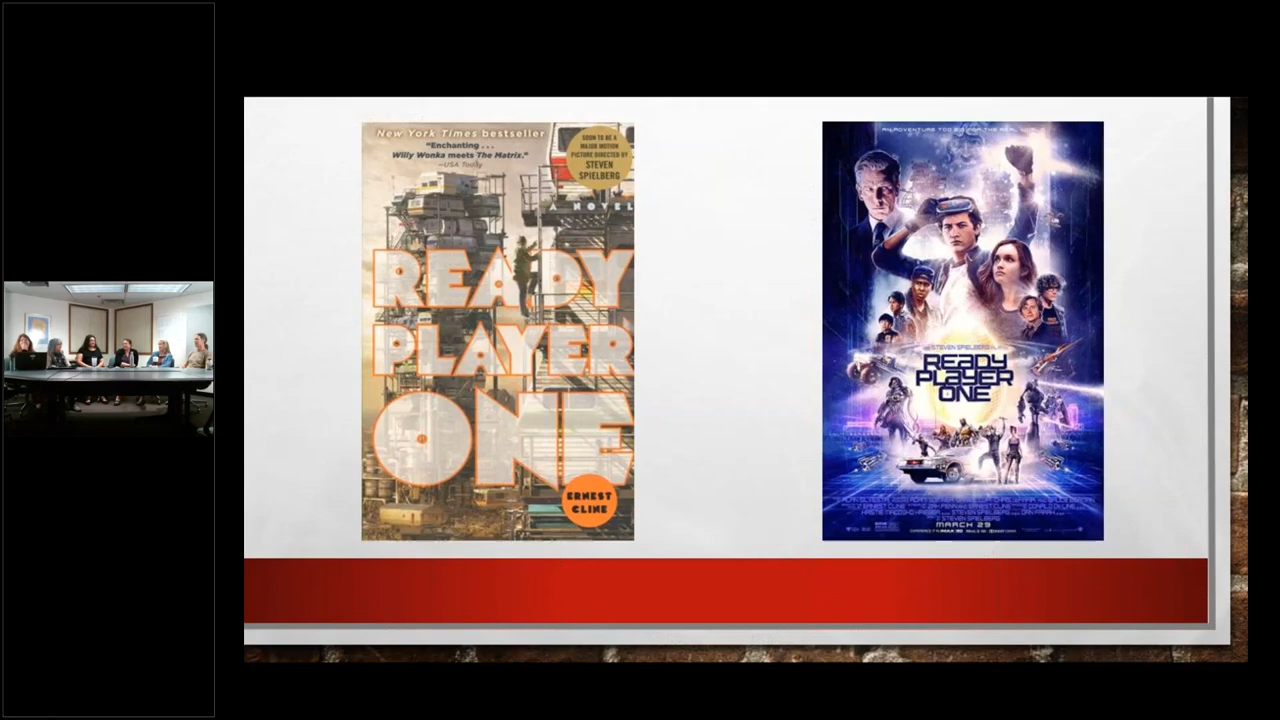 New York Times bestseller
"Enchanting . . .
Willy Wonka meets The Matrix."
—USA Today
SOON TO BE A
MAJOR MOTION
PICTURE DIRECTED BY
STEVEN
SPIELBERG
A NOVEL
READY
PLAYER
ONE
ERNEST
CLINE
AN ADVENTURE TOO BIG FOR THE REAL WORLD
A STEVEN SPIELBERG FILM
READY
PLAYER
ONE
MARCH 29